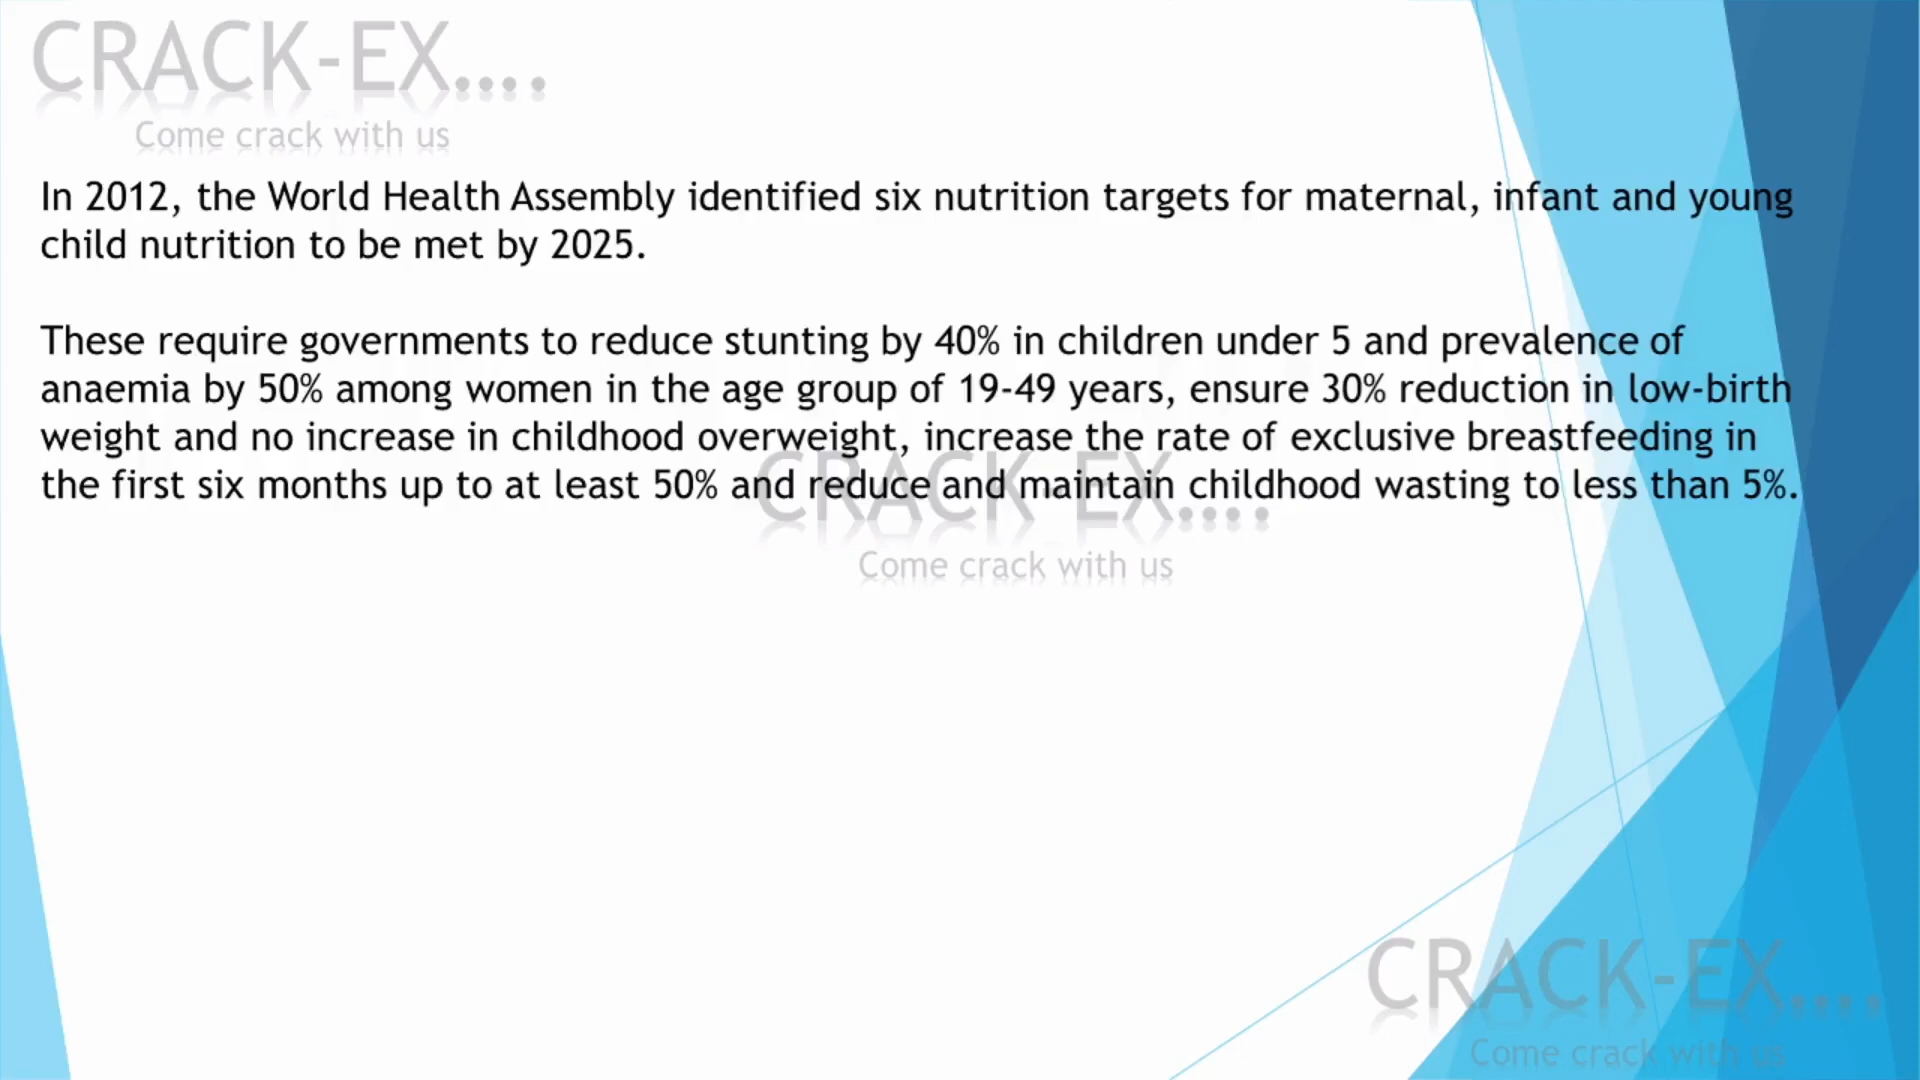 CRACK-EX....
Come crack with us
In 2012, the World Health Assembly identified six nutrition targets for maternal, infant and young
child nutrition to be met by 2025.
These require governments to reduce stunting by 40% in children under 5 and prevalence of
anaemia by 50% among women in the age group of 19-49 years, ensure 30% reduction in low-birth
weight and no increase in childhood overweight, increase the rate of exclusive breastfeeding in
the first six months up to at least 50% and reduce and maintain childhood wasting to less than 5%.
CRACK-EX....
Come crack with us
CRACK-EX....
Come crack with us